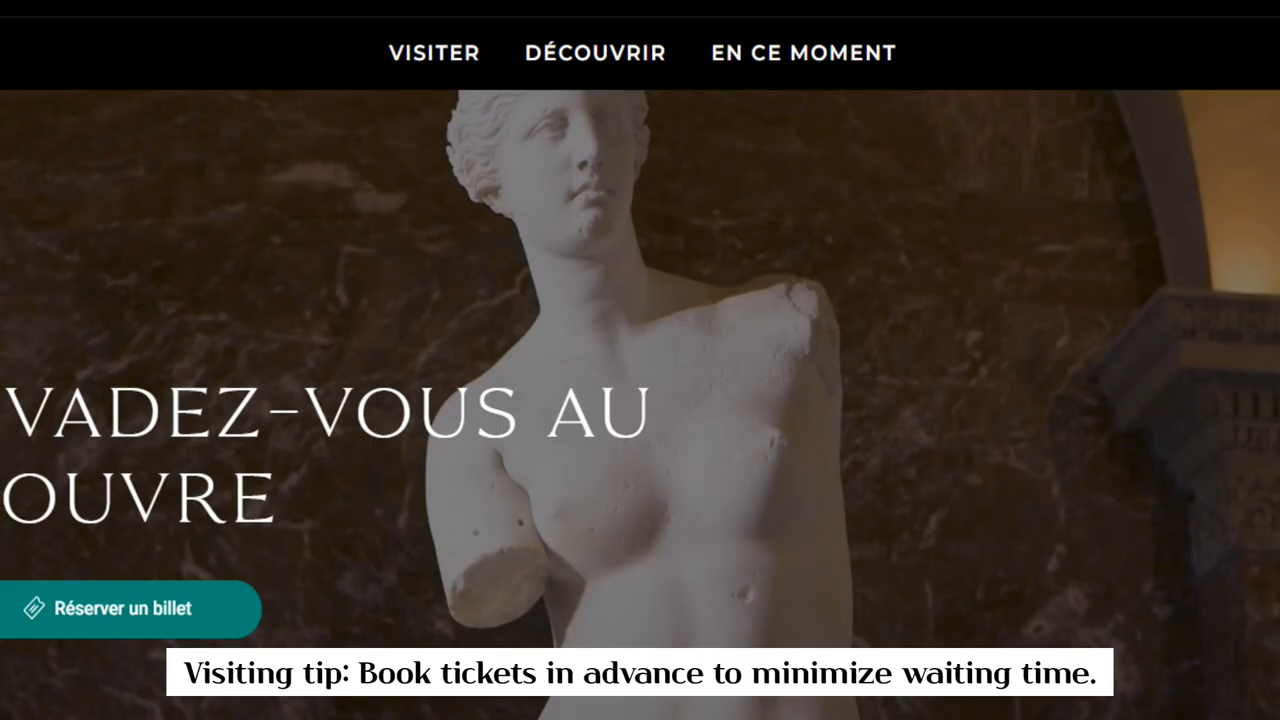 VISITER DÉCOUVRIR EN CE MOMENT
VADEZ-VOUS AU
OUVRE
Réserver un billet
Visiting tip: Book tickets in advance to minimize waiting time.